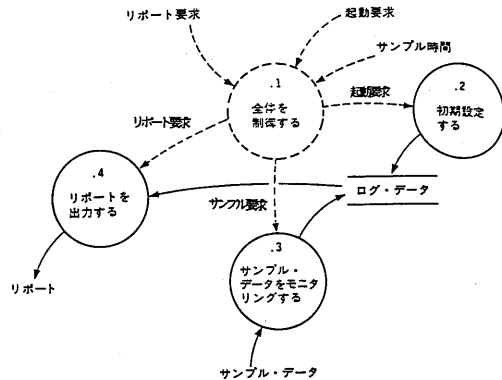 リポート要求
起動要求
サンプル時間
.1
全体を
制御する
起動要求
.2
初期設定
する
リポート要求
.4
リポートを
出力する
ログ・データ
サンプル要求
.3
サンプル・
データをモニタ
リングする
リポート
サンプル・データ